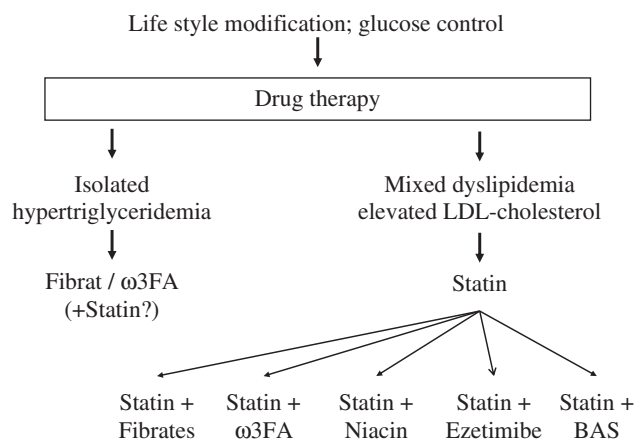 Life style modification; glucose control
Drug therapy
Isolated
hypertriglyceridemia
Mixed dyslipidemia
elevated LDL-cholesterol
Fibrat / ω3FA
(+Statin?)
Statin
Statin +
Fibrates
Statin +
ω3FA
Statin +
Niacin
Statin +
Ezetimibe
Statin +
BAS